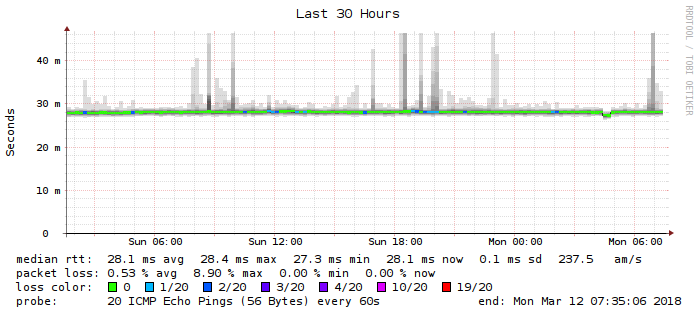 Last 30 Hours
RRDTOOL / TOBI OETIKER
Seconds
40 m
30 m
20 m
10 m
0
Sun 06:00 Sun 12:00 Sun 18:00 Mon 00:00 Mon 06:00
median rtt: 28.1 ms avg 28.4 ms max 27.3 ms min 28.1 ms now 0.1 ms sd 237.5 am/s
packet loss: 0.53 % avg 8.90 % max 0.00 % min 0.00 % now
loss color: 0 1/20 2/20 3/20 4/20 10/20 19/20
probe: 20 ICMP Echo Pings (56 Bytes) every 60s end: Mon Mar 12 07:35:06 2018